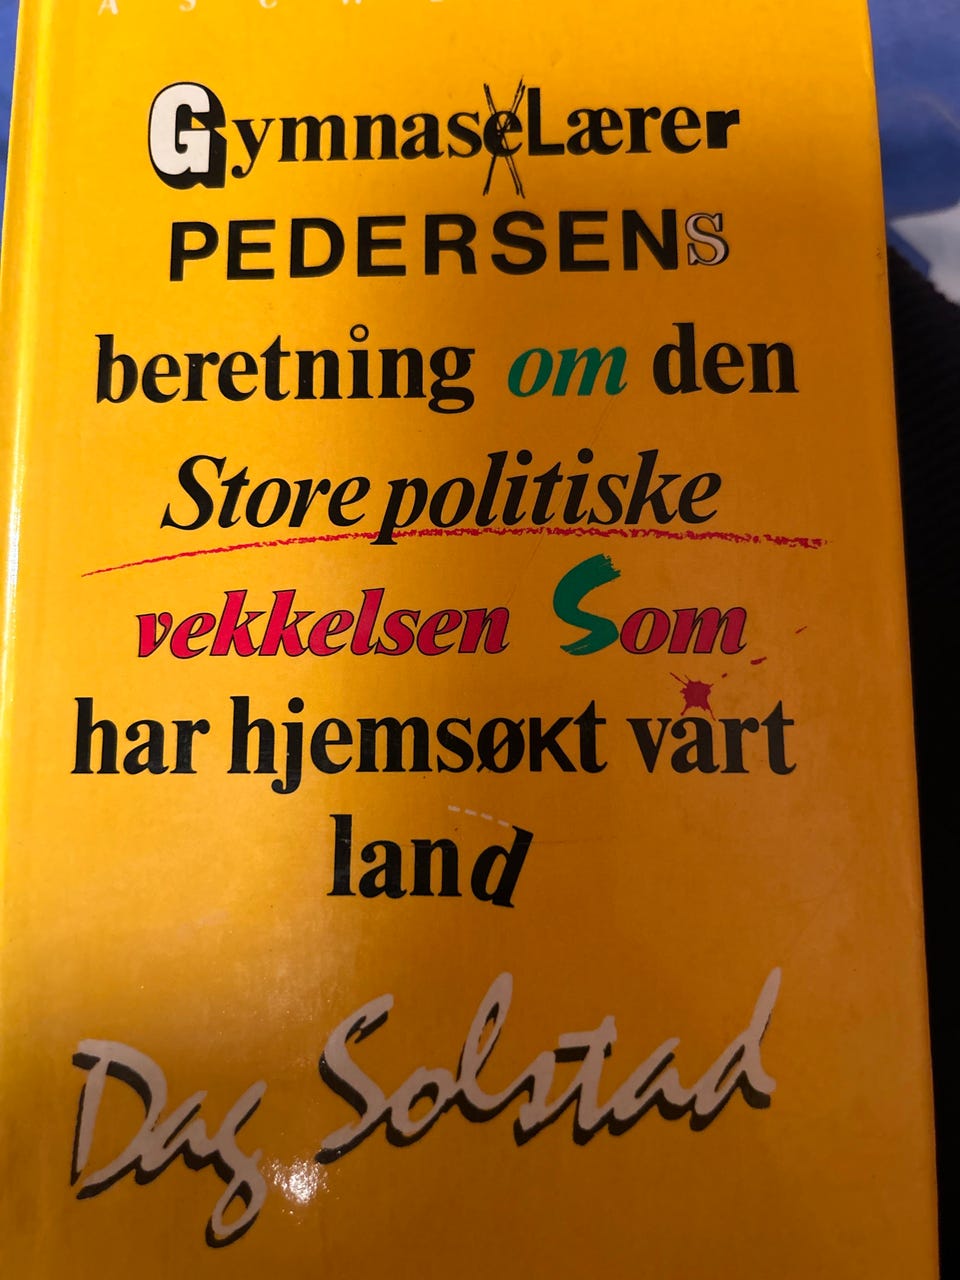 GymnaseLærer
PEDERSENS
beretning om den
Store politiske
vekkelsen Som
har hjemsøkt vårt
land
Dag Solstad